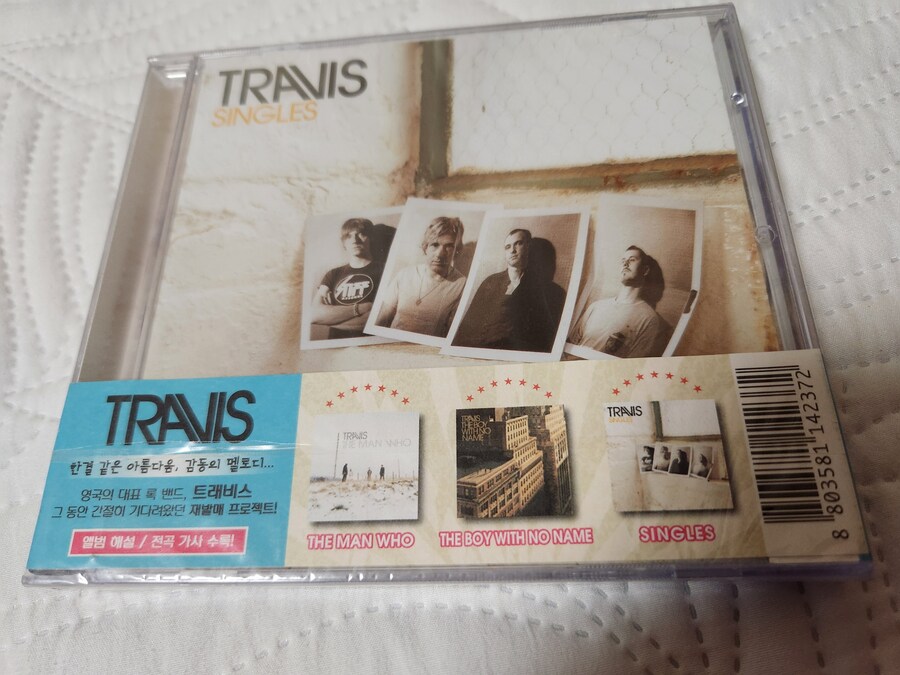 TRAVIS
SINGLES
TRAVIS
한결 같은 아름다움, 감동의 멜로디...
영국의 대표 록 밴드, 트래비스
그 동안 간절히 기다려왔던 재발매 프로젝트!
앨범 해설 / 전곡 가사 수록!
TRAVIS
THE MAN WHO
THE MAN WHO
TRAVIS
THE BOY
WITH NO
NAME
THE BOY WITH NO NAME
TRAVIS
SINGLES
SINGLES
8 803581 142372